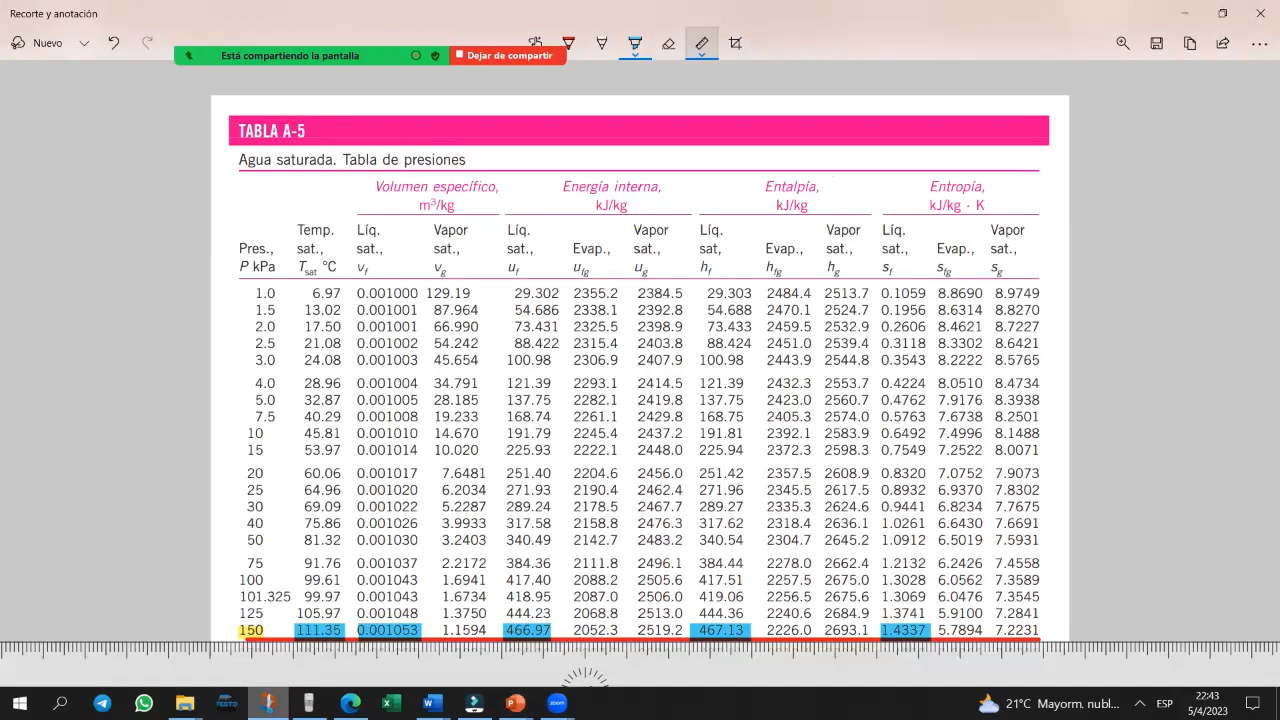 Recorte y anotación
Nuevo
Está compartiendo la pantalla
Dejar de compartir
TABLA A-5
Agua saturada. Tabla de presiones
Volumen específico, Energía interna, Entalpía, Entropía,
m³/kg kJ/kg kJ/kg kJ/kg · K
Temp. Líq. Vapor Líq. Vapor Líq. Vapor Líq. Vapor
Pres., sat., sat., sat., sat., Evap., sat., sat, Evap., sat., sat., Evap., sat.,
P kPa Tsat °C vf vg uf ufg ug hf hfg hg sf sfg sg
1.0 6.97 0.001000 129.19 29.302 2355.2 2384.5 29.303 2484.4 2513.7 0.1059 8.8690 8.9749
1.5 13.02 0.001001 87.964 54.686 2338.1 2392.8 54.688 2470.1 2524.7 0.1956 8.6314 8.8270
2.0 17.50 0.001001 66.990 73.431 2325.5 2398.9 73.433 2459.5 2532.9 0.2606 8.4621 8.7227
2.5 21.08 0.001002 54.242 88.422 2315.4 2403.8 88.424 2451.0 2539.4 0.3118 8.3302 8.6421
3.0 24.08 0.001003 45.654 100.98 2306.9 2407.9 100.98 2443.9 2544.8 0.3543 8.2222 8.5765
4.0 28.96 0.001004 34.791 121.39 2293.1 2414.5 121.39 2432.3 2553.7 0.4224 8.0510 8.4734
5.0 32.87 0.001005 28.185 137.75 2282.1 2419.8 137.75 2423.0 2560.7 0.4762 7.9176 8.3938
7.5 40.29 0.001008 19.233 168.74 2261.1 2429.8 168.75 2405.3 2574.0 0.5763 7.6738 8.2501
10 45.81 0.001010 14.670 191.79 2245.4 2437.2 191.81 2392.1 2583.9 0.6492 7.4996 8.1488
15 53.97 0.001014 10.020 225.93 2222.1 2448.0 225.94 2372.3 2598.3 0.7549 7.2522 8.0071
20 60.06 0.001017 7.6481 251.40 2204.6 2456.0 251.42 2357.5 2608.9 0.8320 7.0752 7.9073
25 64.96 0.001020 6.2034 271.93 2190.4 2462.4 271.96 2345.5 2617.5 0.8932 6.9370 7.8302
30 69.09 0.001022 5.2287 289.24 2178.5 2467.7 289.27 2335.3 2624.6 0.9441 6.8234 7.7675
40 75.86 0.001026 3.9933 317.58 2158.8 2476.3 317.62 2318.4 2636.1 1.0261 6.6430 7.6691
50 81.32 0.001030 3.2403 340.49 2142.7 2483.2 340.54 2304.7 2645.2 1.0912 6.5019 7.5931
75 91.76 0.001037 2.2172 384.36 2111.8 2496.1 384.44 2278.0 2662.4 1.2132 6.2426 7.4558
100 99.61 0.001043 1.6941 417.40 2088.2 2505.6 417.51 2257.5 2675.0 1.3028 6.0562 7.3589
101.325 99.97 0.001043 1.6734 418.95 2087.0 2506.0 419.06 2256.5 2675.6 1.3069 6.0476 7.3545
125 105.97 0.001048 1.3750 444.23 2068.8 2513.0 444.36 2240.6 2684.9 1.3741 5.9100 7.2841
150 111.35 0.001053 1.1594 466.97 2052.3 2519.2 467.13 2226.0 2693.1 1.4337 5.7894 7.2231
FESTO
zoom
21°C Mayorm. nubl...
ESP
22:43
5/4/2023